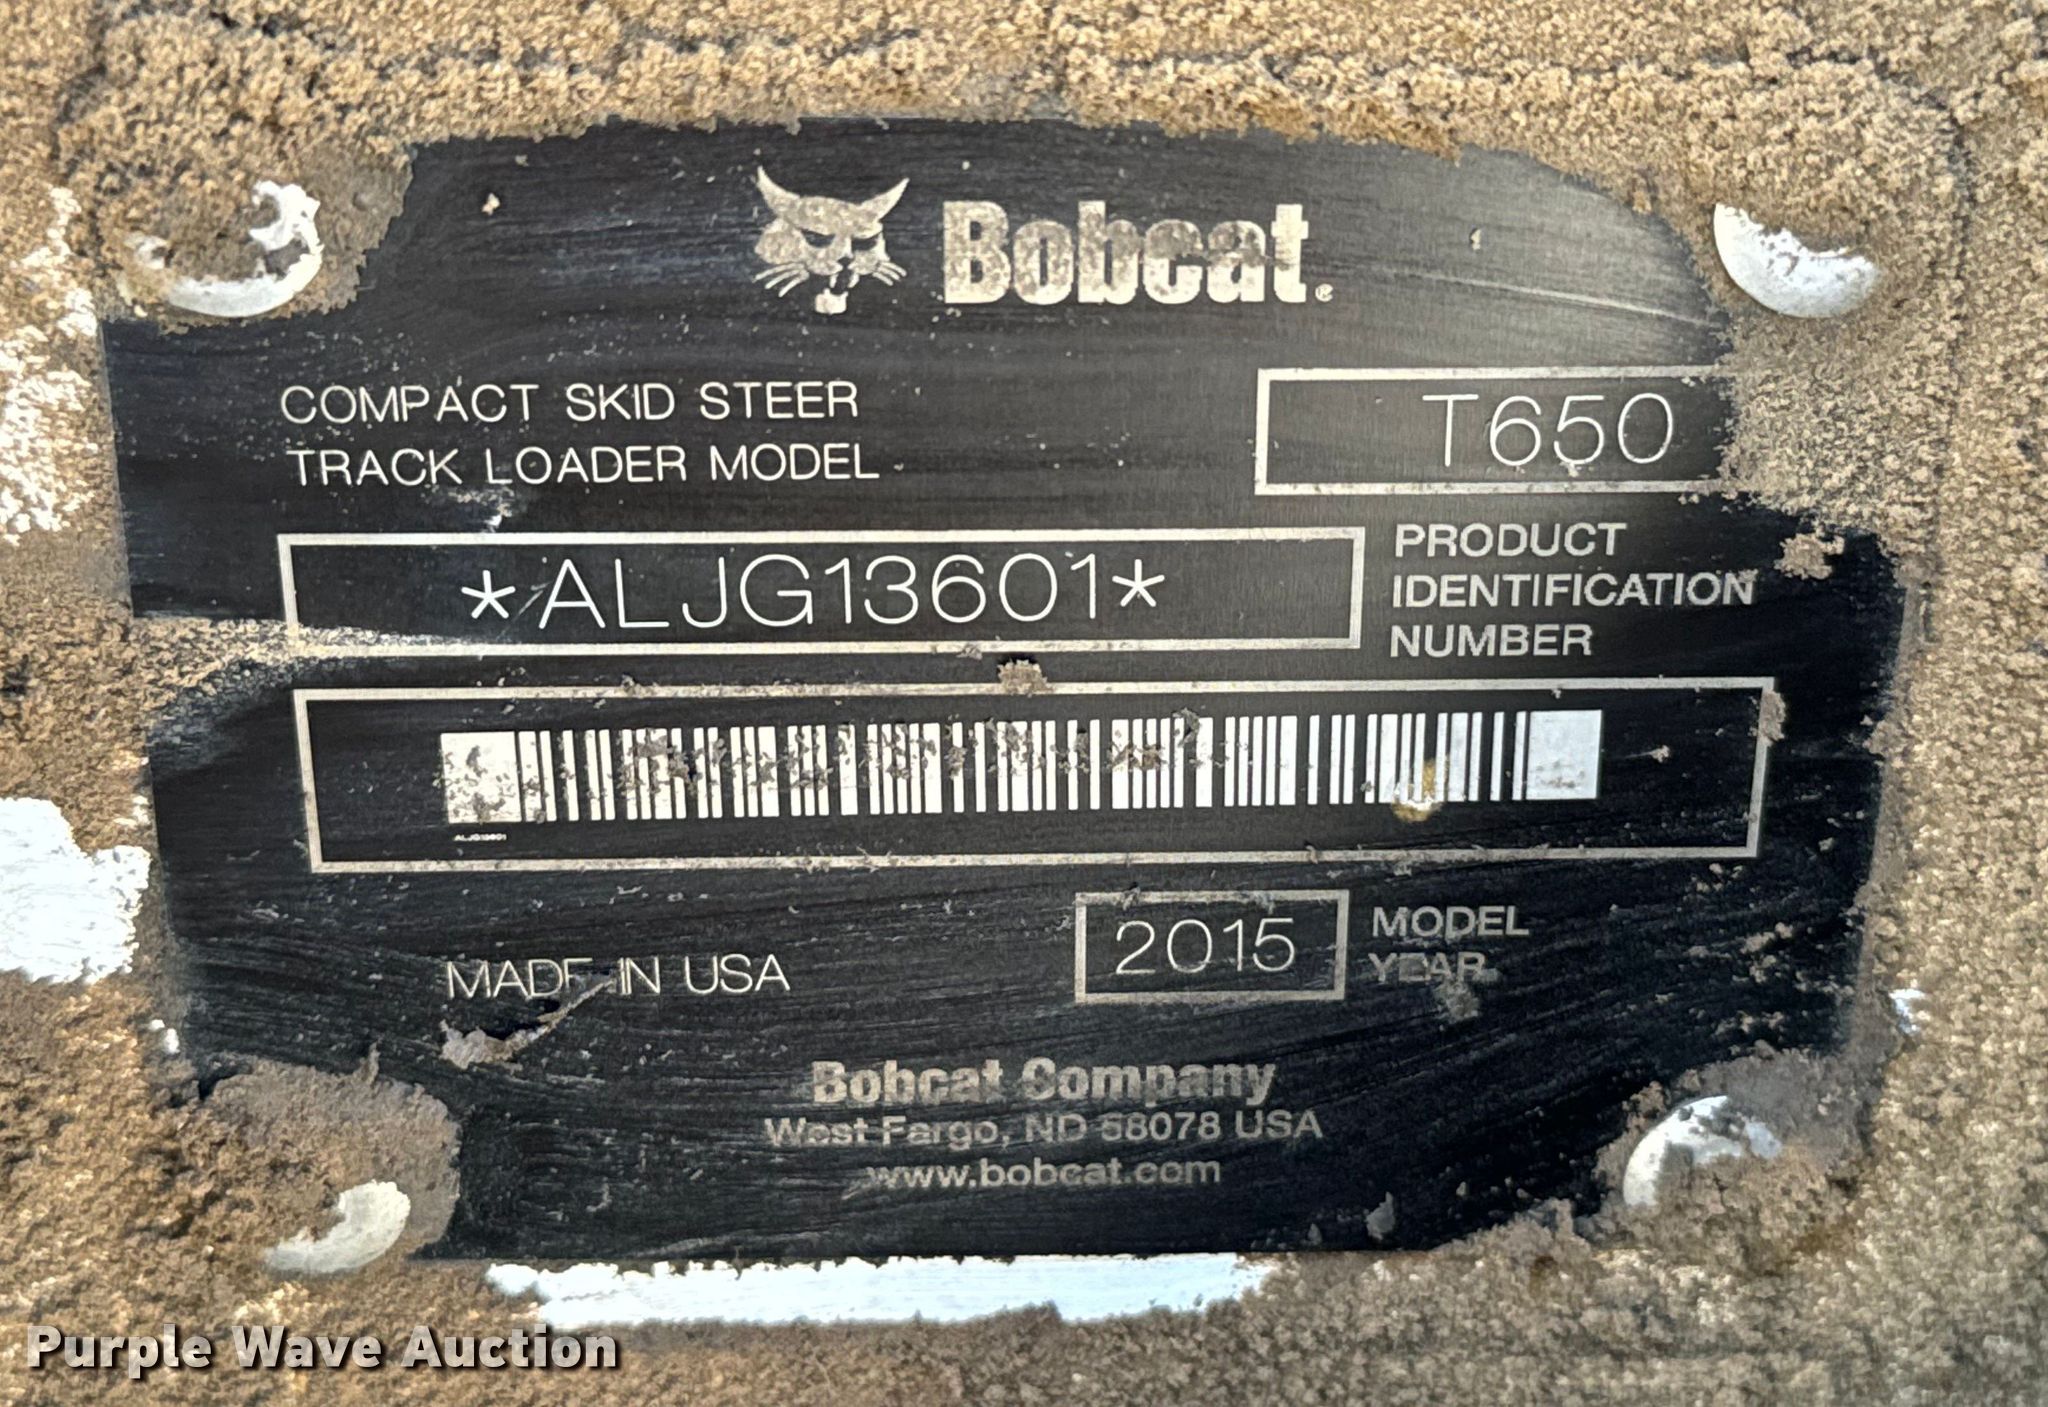 Bobcat®
COMPACT SKID STEER
TRACK LOADER MODEL
T650
*ALJG13601*
PRODUCT
IDENTIFICATION
NUMBER
ALJG13601
MADE IN USA
2015
MODEL
YEAR
Bobcat Company
West Fargo, ND 58078 USA
www.bobcat.com
Purple Wave Auction